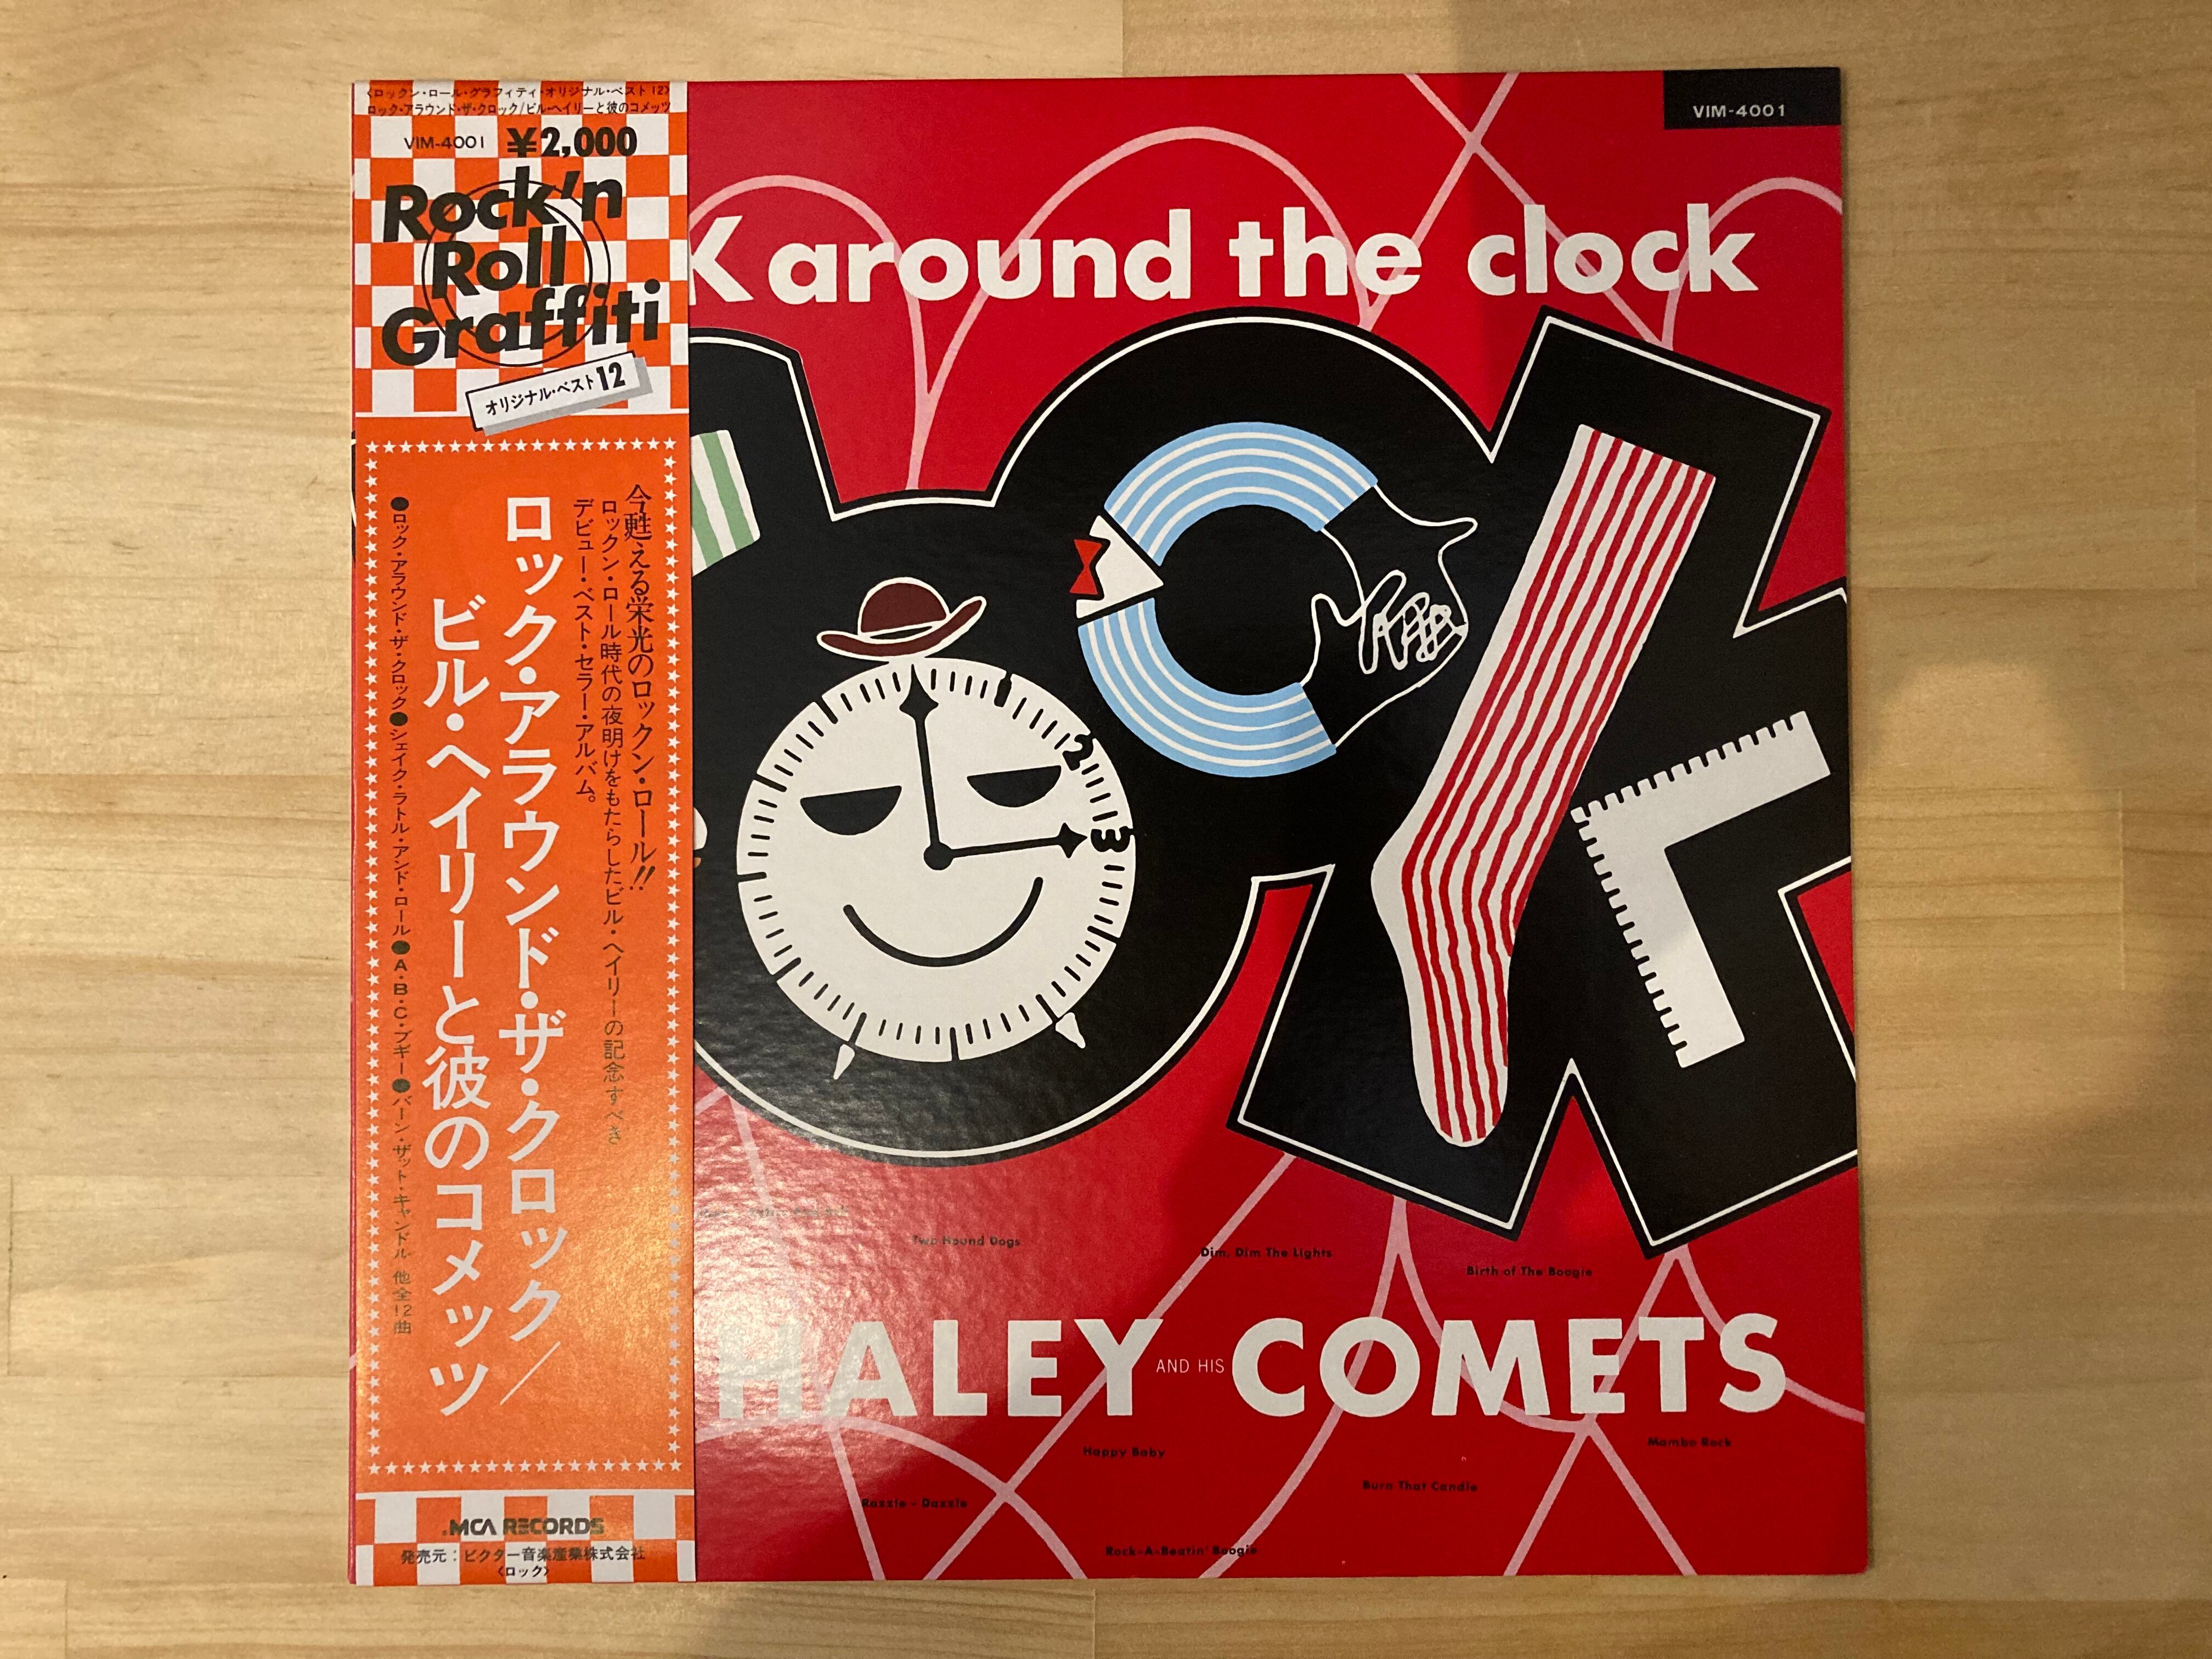 〈ロックン・ロール・グラフィティ・オリジナル・ベスト12〉
ロック・アラウンド・ザ・クロック/ビル・ヘイリーと彼のコメッツ
VIM-4001 ¥2,000
Rock'n
Roll
Graffiti
オリジナル・ベスト12
今甦える栄光のロックン・ロール!!
ロックン・ロール時代の夜明けをもたらしたビル・ヘイリーの記念すべき
デビュー・ベスト・セラー・アルバム。
ロック・アラウンド・ザ・クロック/
ビル・ヘイリーと彼のコメッツ
●ロック・アラウンド・ザ・クロック●シェイク・ラトル・アンド・ロール●A・B・C・ブギー●バーン・ザット・キャンドル 他全12曲
MCA RECORDS
発売元:ビクター音楽産業株式会社
〈ロック〉
VIM-4001
K around the clock
2
3
Two Hound Dogs
Dim, Dim The Lights
Birth of The Boogie
HALEY AND HIS COMETS
Happy Baby
Mambo Rock
Burn That Candle
Razzle - Dazzle
Rock-A-Beatin' Boogie